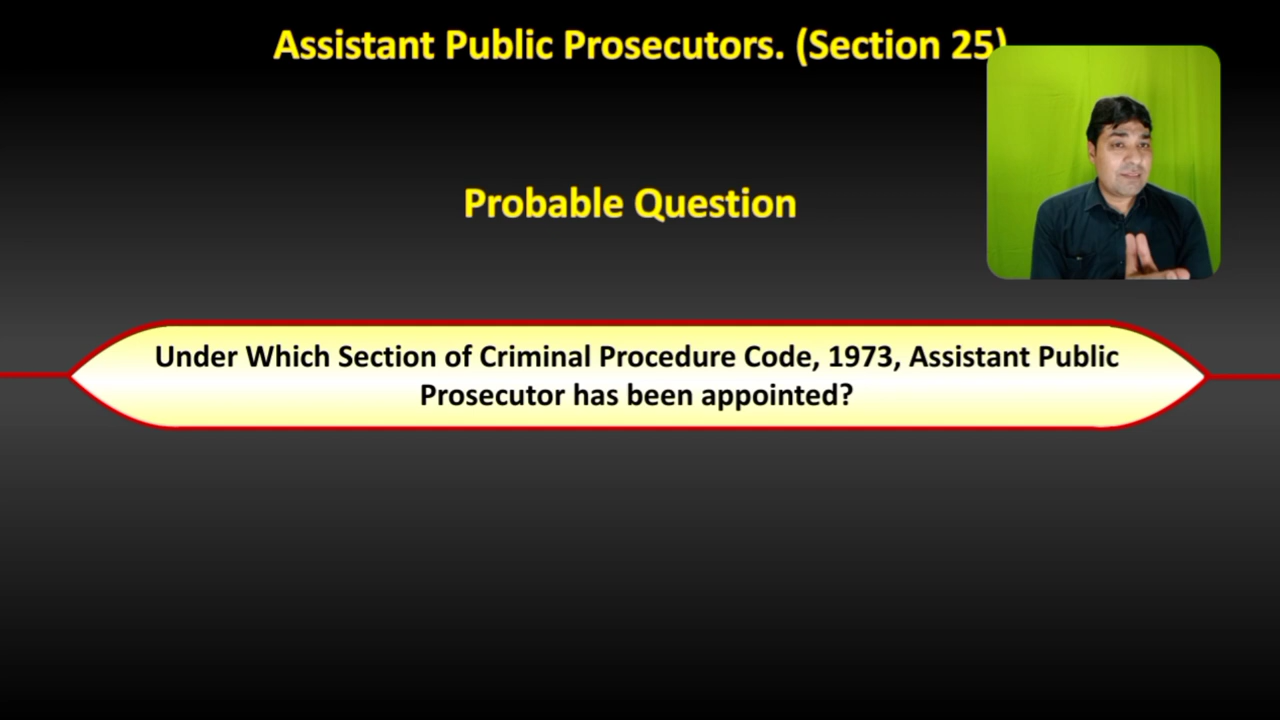 Assistant Public Prosecutors. (Section 25)
Probable Question
Under Which Section of Criminal Procedure Code, 1973, Assistant Public
Prosecutor has been appointed?